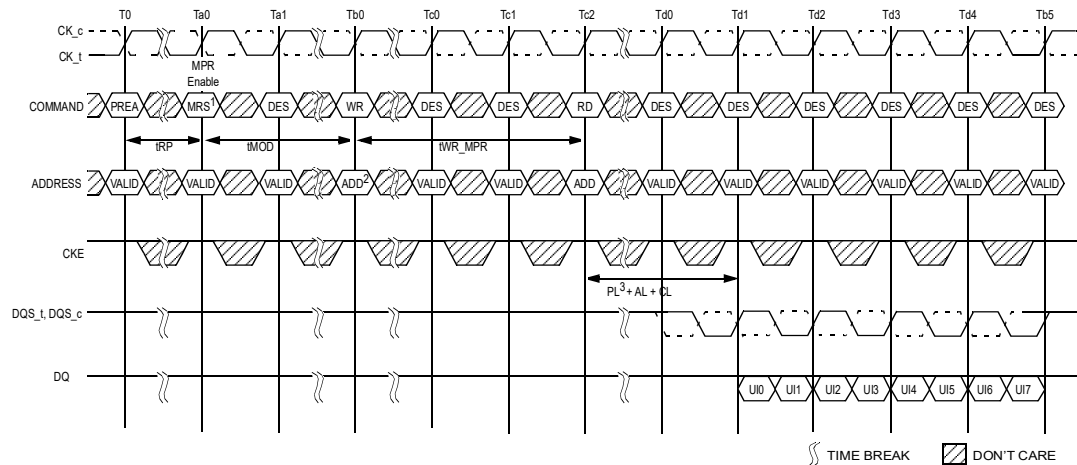 T0 Ta0 Ta1 Tb0 Tc0 Tc1 Tc2 Td0 Td1 Td2 Td3 Td4 Tb5
CK_c
CK_t
MPR
Enable
COMMAND PREA MRS1 DES WR DES DES RD DES DES DES DES DES DES
tRP tMOD tWR_MPR
ADDRESS VALID VALID VALID ADD2 VALID VALID ADD VALID VALID VALID VALID VALID VALID
CKE
PL3 + AL + CL
DQS_t, DQS_c
DQ
UI0 UI1 UI2 UI3 UI4 UI5 UI6 UI7
TIME BREAK DON'T CARE